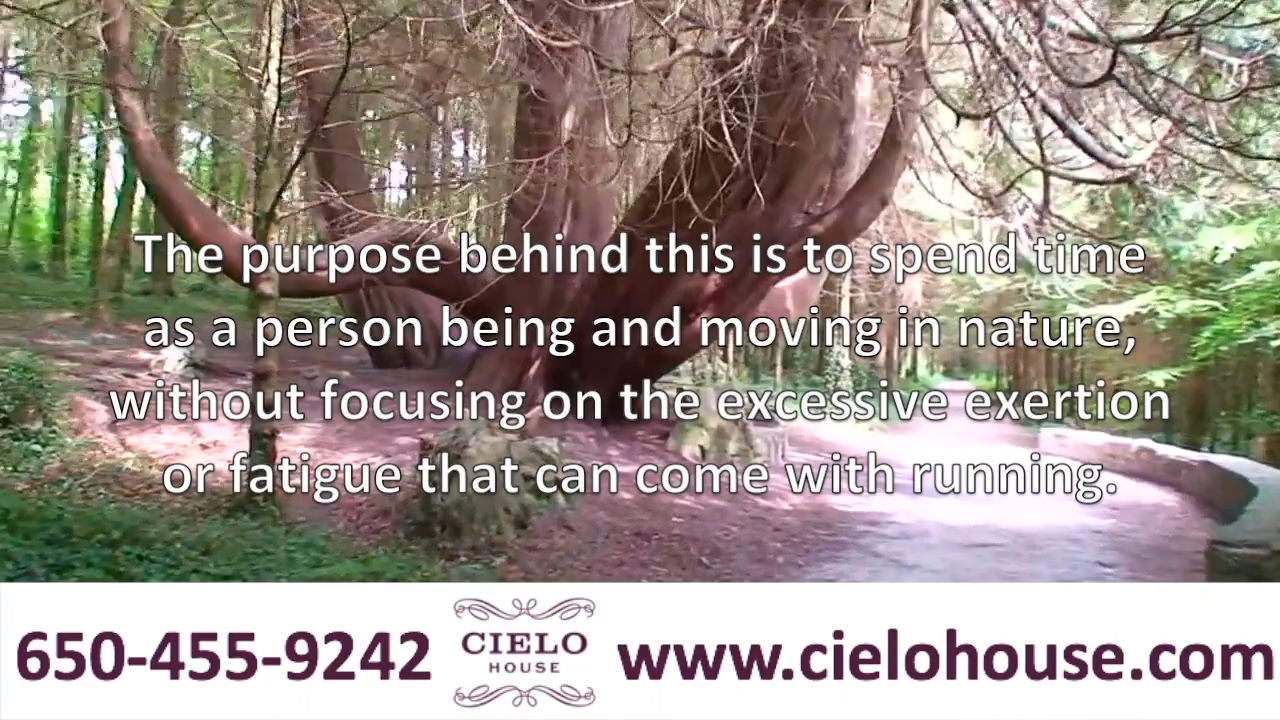 The purpose behind this is to spend time
as a person being and moving in nature,
without focusing on the excessive exertion
or fatigue that can come with running.
650-455-9242
CIELO
HOUSE
www.cielohouse.com